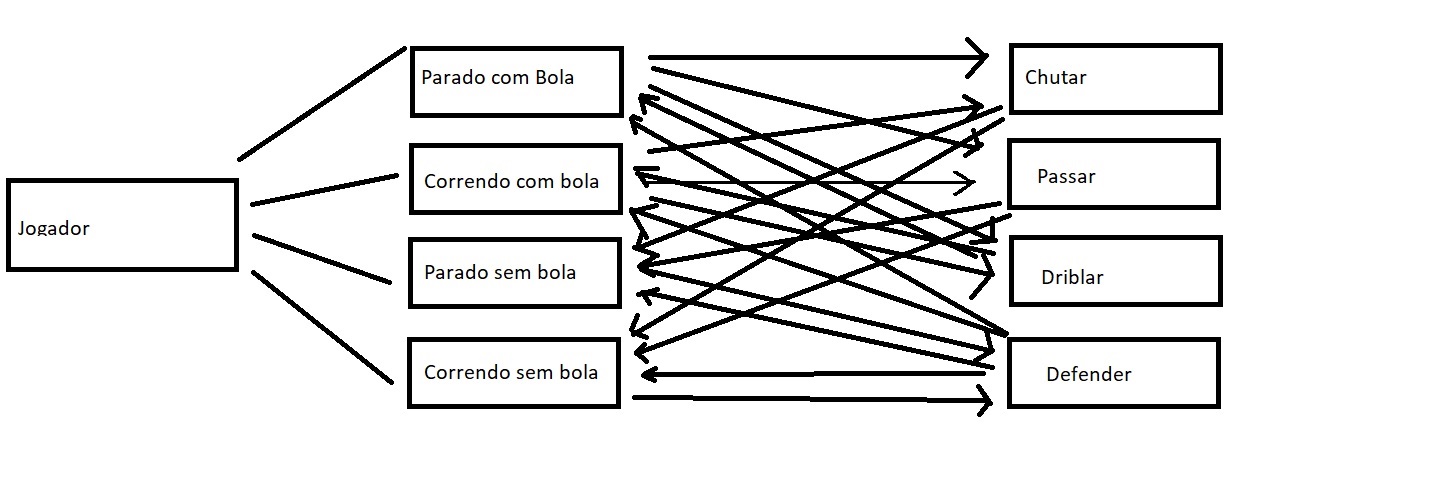 Jogador
Parado com Bola
Correndo com bola
Parado sem bola
Correndo sem bola
Chutar
Passar
Driblar
Defender